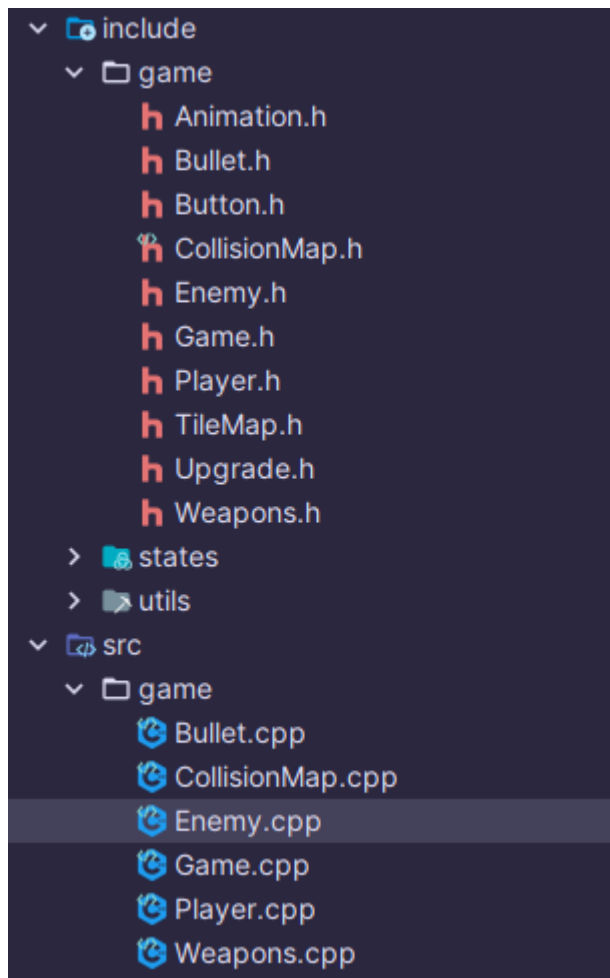 include
game
Animation.h
Bullet.h
Button.h
CollisionMap.h
Enemy.h
Game.h
Player.h
TileMap.h
Upgrade.h
Weapons.h
states
utils
src
game
Bullet.cpp
CollisionMap.cpp
Enemy.cpp
Game.cpp
Player.cpp
Weapons.cpp